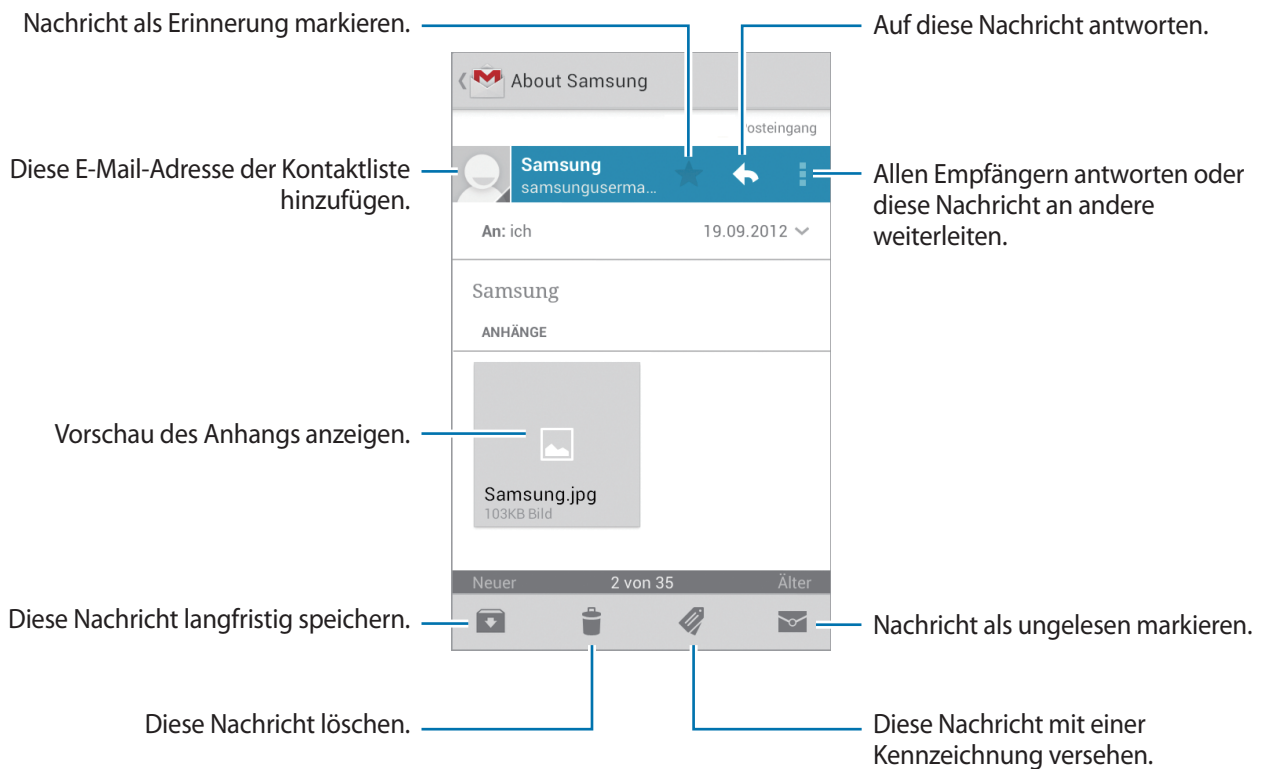 Nachricht als Erinnerung markieren.
Auf diese Nachricht antworten.
About Samsung
Posteingang
Diese E-Mail-Adresse der Kontaktliste
hinzufügen.
Samsung
samsunguserma...
Allen Empfängern antworten oder
diese Nachricht an andere
weiterleiten.
An: ich
19.09.2012
Samsung
ANHÄNGE
Vorschau des Anhangs anzeigen.
Samsung.jpg
103KB Bild
Neuer
2 von 35
Älter
Diese Nachricht langfristig speichern.
Nachricht als ungelesen markieren.
Diese Nachricht löschen.
Diese Nachricht mit einer
Kennzeichnung versehen.